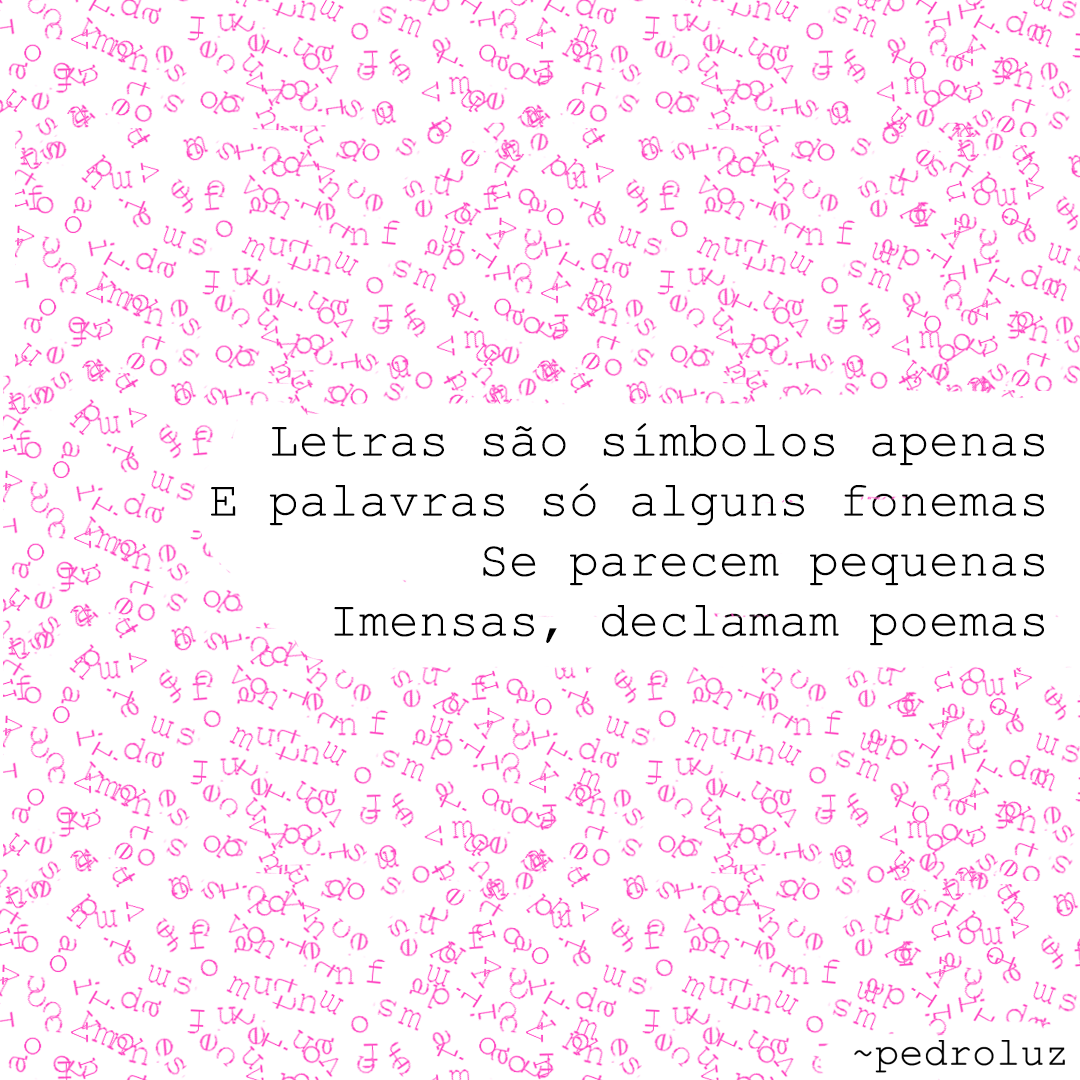 Letras são símbolos apenas
E palavras só alguns fonemas
Se parecem pequenas
Imensas, declamam poemas
~pedroluz